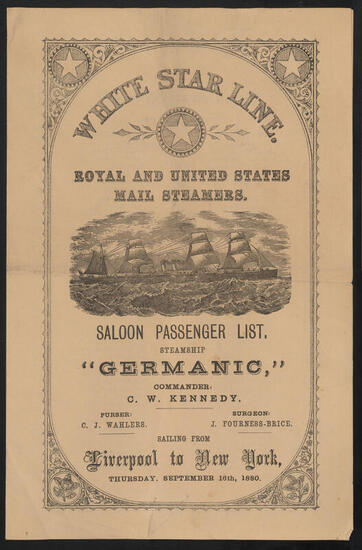 WHITE STAR LINE.
ROYAL AND UNITED STATES
MAIL STEAMERS.
SALOON PASSENGER LIST.
STEAMSHIP
"GERMANIC,"
COMMANDER:
C. W. KENNEDY.
PURSER:
C. J. WAHLERS.
SURGEON:
J. FOURNESS-BRICE.
SAILING FROM
Liverpool to New York,
THURSDAY, SEPTEMBER 16th, 1880.